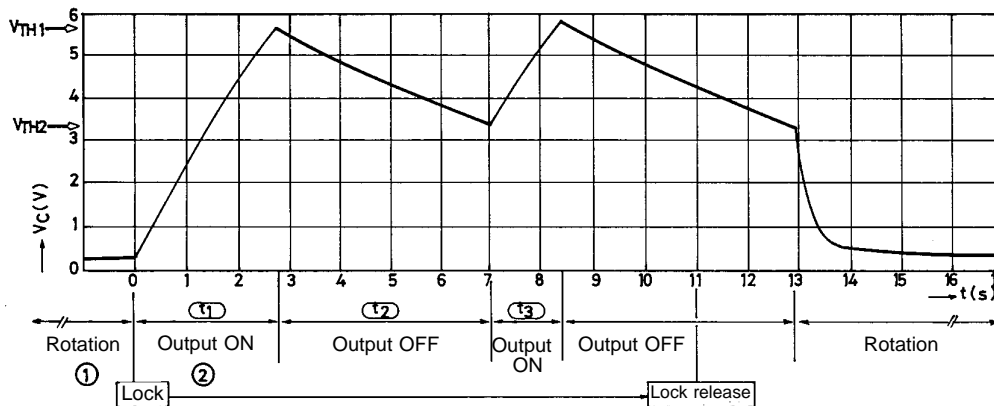 VTH1
6
5
4
VTH2
3
2
1
0
VC(V)
0 1 2 3 4 5 6 7 8 9 10 11 12 13 14 15 16 1
t(s)
t1 t2 t3
Rotation Output ON Output OFF Output ON Output OFF Rotation
① ②
Lock Lock release